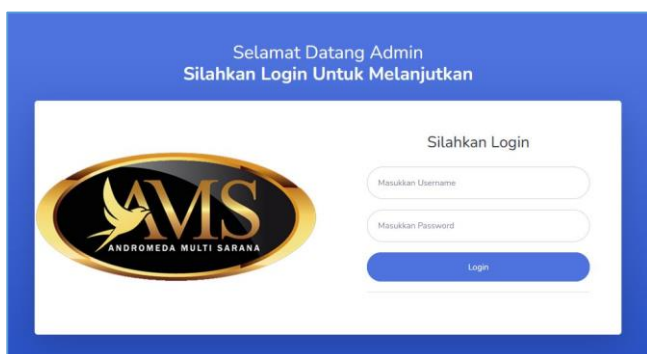 Selamat Datang Admin
Silahkan Login Untuk Melanjutkan
AMS
ANDROMEDA MULTI SARANA
Silahkan Login
Masukkan Username
Masukkan Password
Login